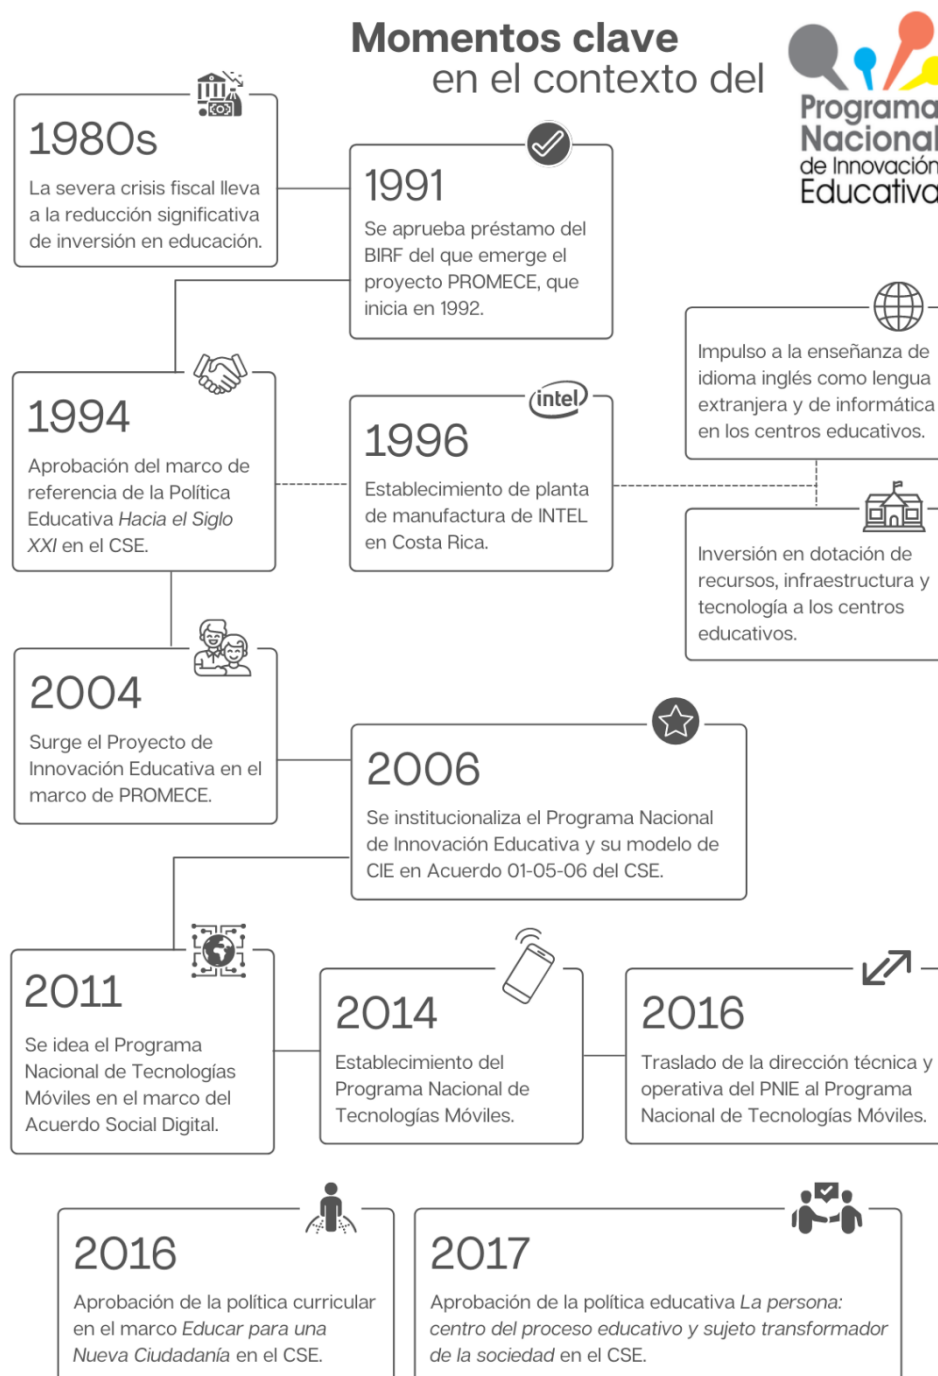 Momentos clave
en el contexto del
Programa
Nacional
de Innovación
Educativa
1980s
La severa crisis fiscal lleva
a la reducción significativa
de inversión en educación.
1991
Se aprueba préstamo del
BIRF del que emerge el
proyecto PROMECE, que
inicia en 1992.
1994
Aprobación del marco de
referencia de la Política
Educativa Hacia el Siglo
XXI en el CSE.
intel
1996
Establecimiento de planta
de manufactura de INTEL
en Costa Rica.
Impulso a la enseñanza de
idioma inglés como lengua
extranjera y de informática
en los centros educativos.
Inversión en dotación de
recursos, infraestructura y
tecnología a los centros
educativos.
2004
Surge el Proyecto de
Innovación Educativa en el
marco de PROMECE.
2006
Se institucionaliza el Programa Nacional
de Innovación Educativa y su modelo de
CIE en Acuerdo 01-05-06 del CSE.
2011
Se idea el Programa
Nacional de Tecnologías
Móviles en el marco del
Acuerdo Social Digital.
2014
Establecimiento del
Programa Nacional de
Tecnologías Móviles.
2016
Traslado de la dirección técnica y
operativa del PNIE al Programa
Nacional de Tecnologías Móviles.
2016
Aprobación de la política curricular
en el marco Educar para una
Nueva Ciudadanía en el CSE.
2017
Aprobación de la política educativa La persona:
centro del proceso educativo y sujeto transformador
de la sociedad en el CSE.